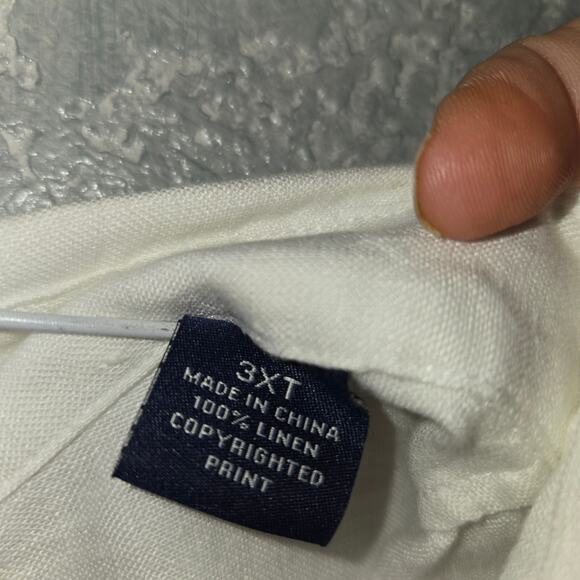 3XT
MADE IN CHINA
100% LINEN
COPYRIGHTED
PRINT